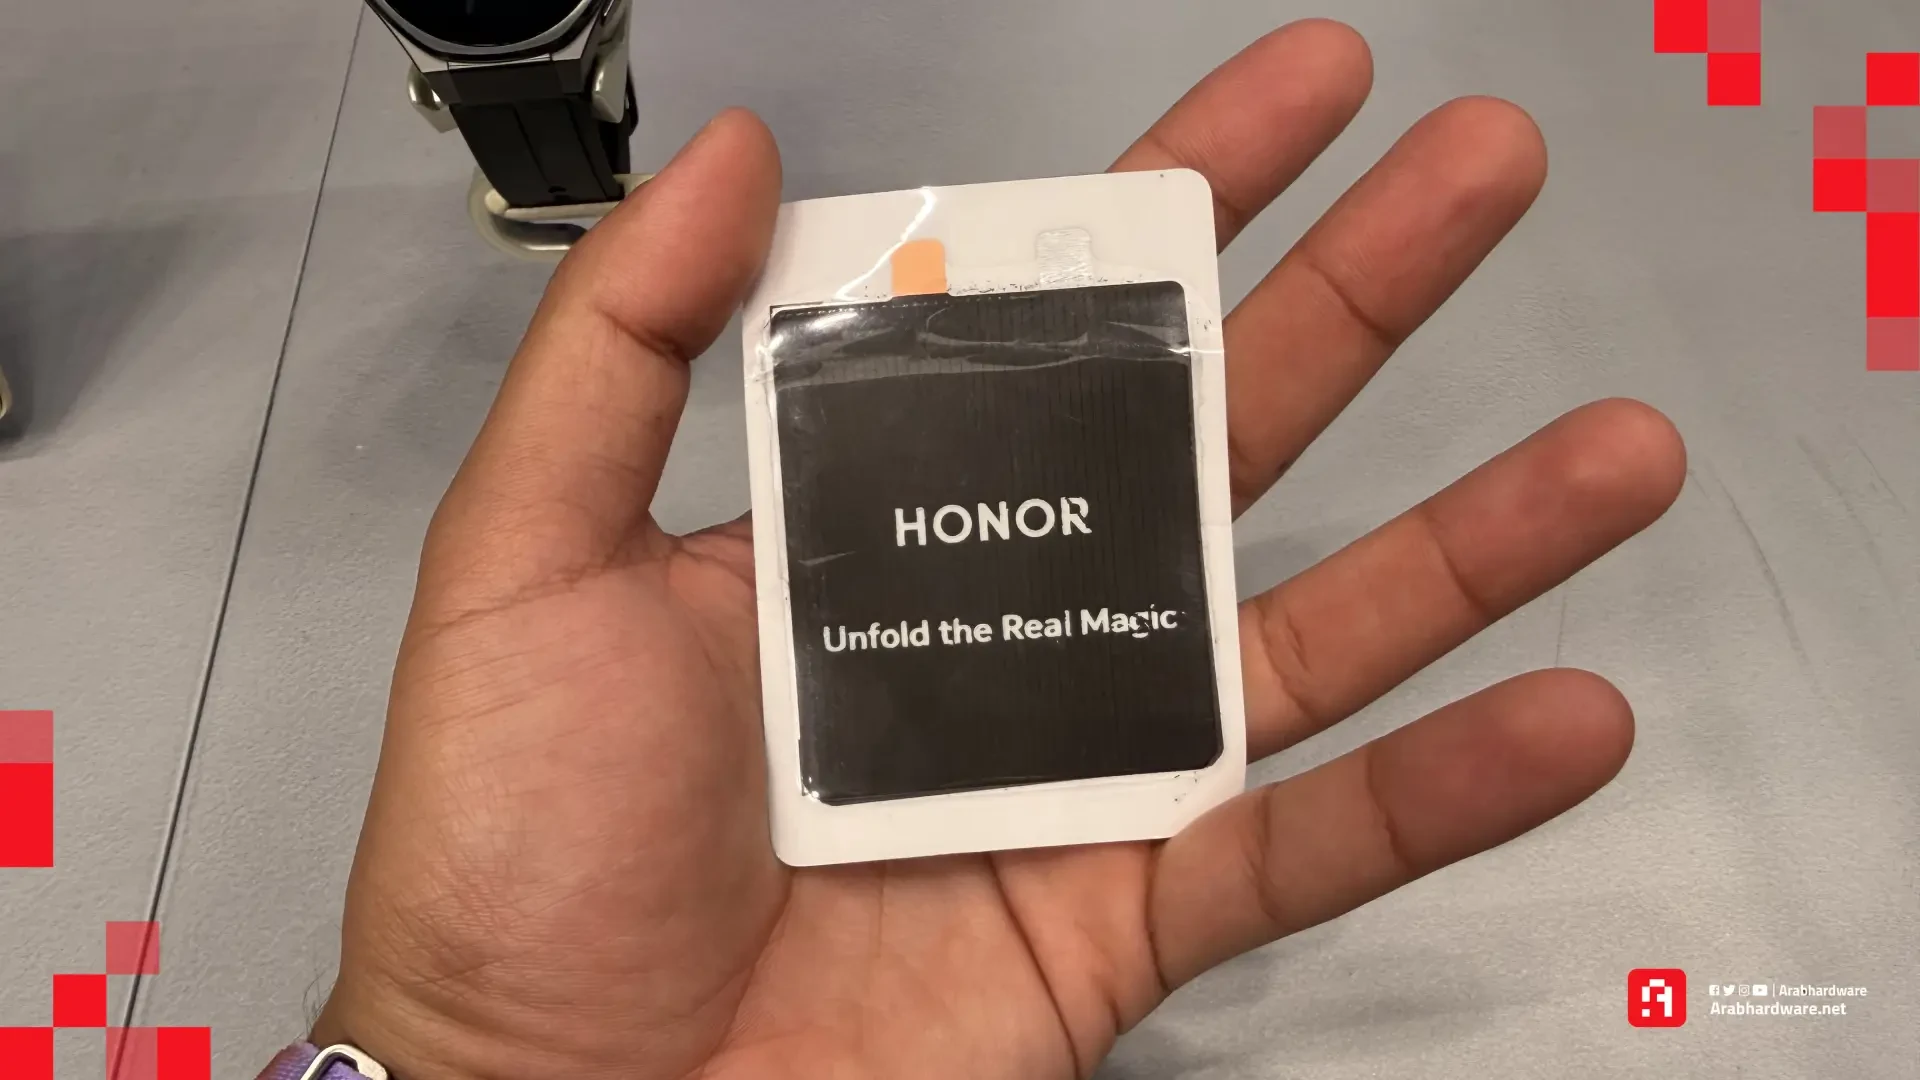 HONOR
Unfold the Real Magic
| Arabhardware
Arabhardware.net